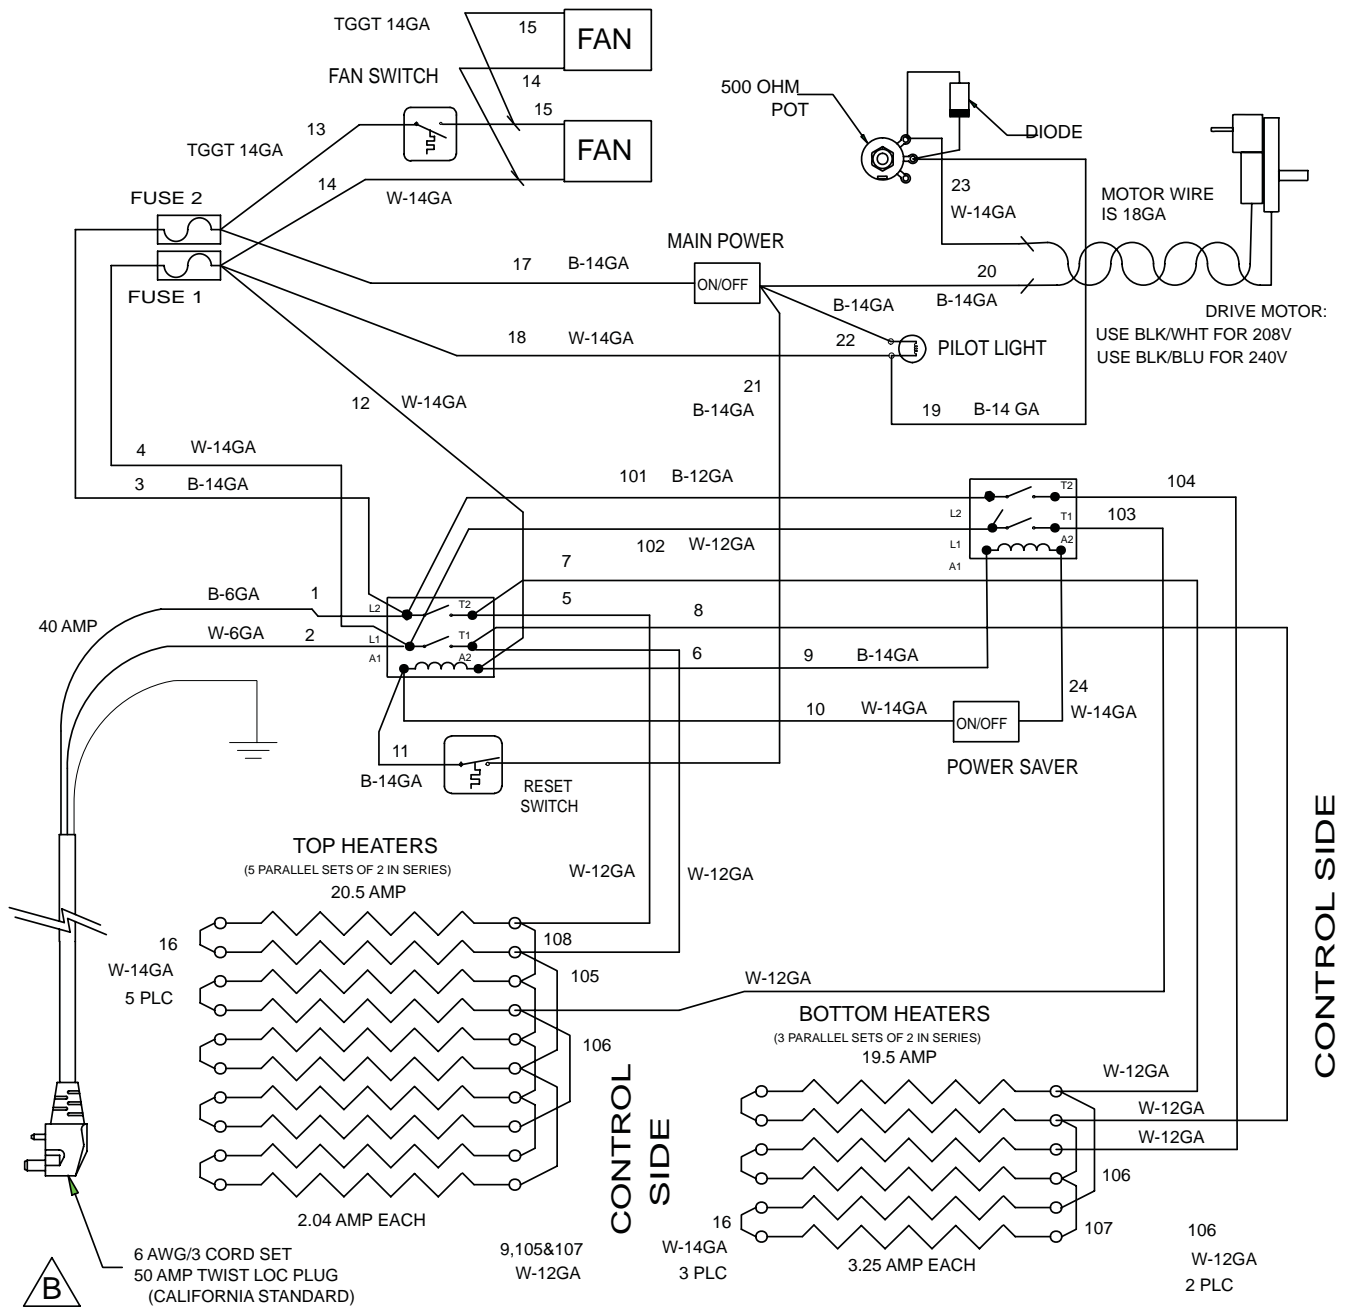 TGGT 14GA
15
FAN
FAN SWITCH
14
15
FAN
13
TGGT 14GA
14
W-14GA
FUSE 2
FUSE 1
500 OHM
POT
DIODE
23
W-14GA
MOTOR WIRE
IS 18GA
MAIN POWER
17
B-14GA
ON/OFF
20
B-14GA
B-14GA
DRIVE MOTOR:
USE BLK/WHT FOR 208V
USE BLK/BLU FOR 240V
18
W-14GA
22
PILOT LIGHT
21
B-14GA
19
B-14 GA
12
W-14GA
4
W-14GA
3
B-14GA
101
B-12GA
102
W-12GA
T2
L2
T1
L1
A2
A1
104
103
7
5
8
B-6GA
1
40 AMP
W-6GA
2
L2
T2
L1
T1
A1
A2
6
9
B-14GA
24
W-14GA
10
W-14GA
ON/OFF
POWER SAVER
11
B-14GA
RESET
SWITCH
TOP HEATERS
(5 PARALLEL SETS OF 2 IN SERIES)
20.5 AMP
W-12GA
W-12GA
108
105
106
16
W-14GA
5 PLC
W-12GA
BOTTOM HEATERS
(3 PARALLEL SETS OF 2 IN SERIES)
19.5 AMP
W-12GA
W-12GA
W-12GA
CONTROL SIDE
CONTROL
SIDE
106
107
2.04 AMP EACH
3.25 AMP EACH
16
W-14GA
3 PLC
9,105&107
W-12GA
106
W-12GA
2 PLC
6 AWG/3 CORD SET
50 AMP TWIST LOC PLUG
(CALIFORNIA STANDARD)
B